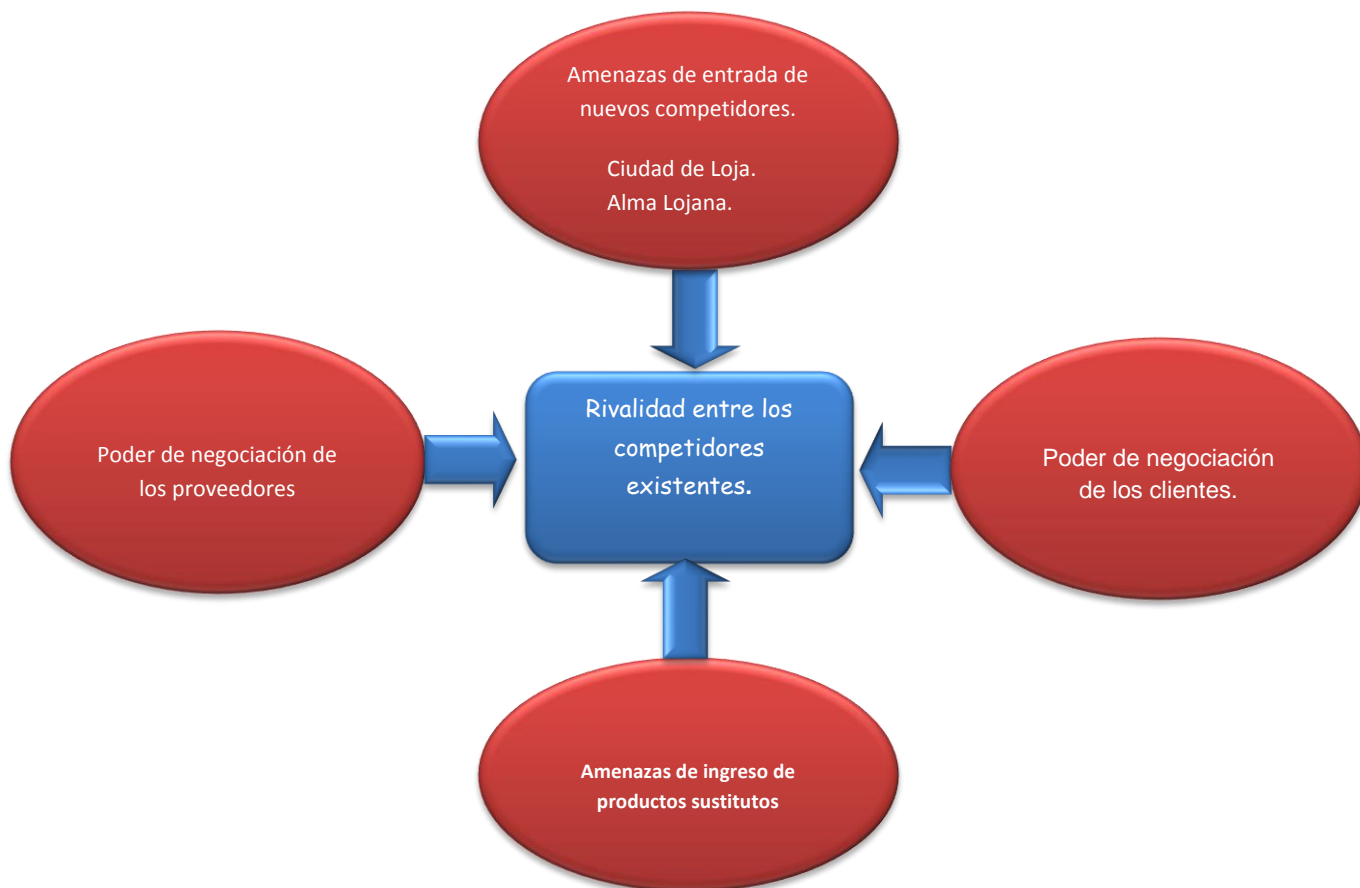 Amenazas de entrada de
nuevos competidores.
Ciudad de Loja.
Alma Lojana.
Poder de negociación de
los proveedores
Rivalidad entre los
competidores
existentes.
Poder de negociación
de los clientes.
Amenazas de ingreso de
productos sustitutos